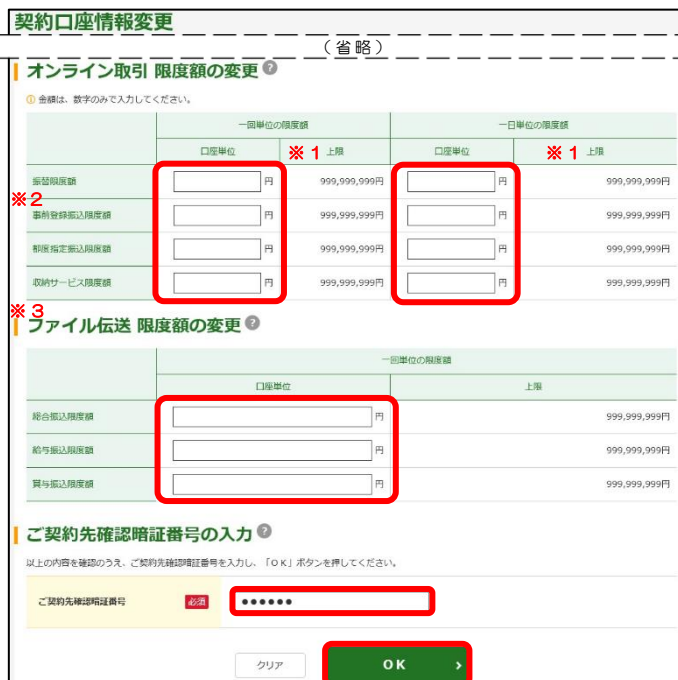 契約口座情報変更
（省略）
オンライン取引 限度額の変更 ?
① 金額は、数字のみで入力してください。
一回単位の限度額 一日単位の限度額
口座単位 ※１ 上限 口座単位 ※１ 上限
振替限度額 円 999,999,999円 円 999,999,999円
※２
事前登録振込限度額 円 999,999,999円 円 999,999,999円
都度指定振込限度額 円 999,999,999円 円 999,999,999円
収納サービス限度額 円 999,999,999円 円 999,999,999円
※３
ファイル伝送 限度額の変更 ?
一回単位の限度額
口座単位 上限
総合振込限度額 円 999,999,999円
給与振込限度額 円 999,999,999円
賞与振込限度額 円 999,999,999円
ご契約先確認暗証番号の入力 ?
以上の内容を確認のうえ、ご契約先確認暗証番号を入力し、「ＯＫ」ボタンを押してください。
ご契約先確認暗証番号 必須 ●●●●●●
クリア OK ›